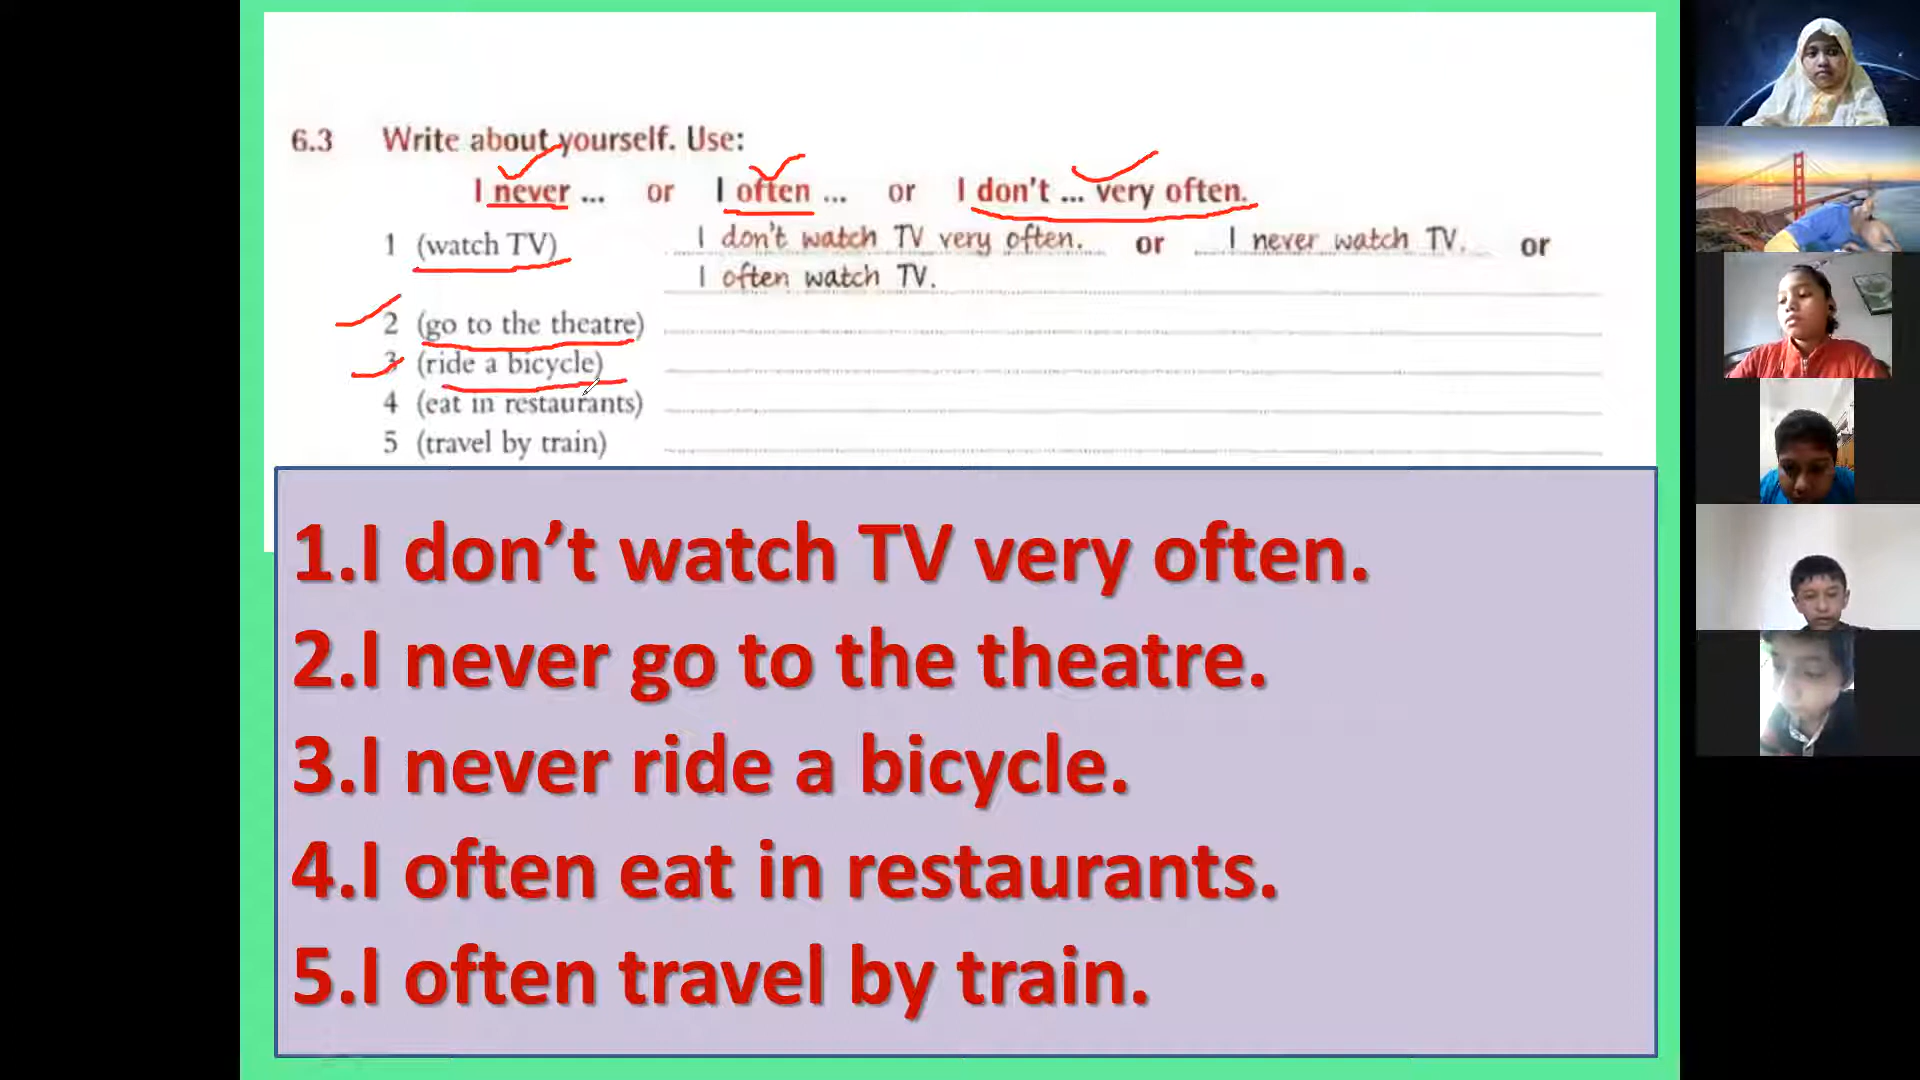 6.3 Write about yourself. Use:
I never ... or I often ... or I don't ... very often.
1 (watch TV) I don't watch TV very often. or I never watch TV. or
I often watch TV.
2 (go to the theatre)
3 (ride a bicycle)
4 (eat in restaurants)
5 (travel by train)
1.I don’t watch TV very often.
2.I never go to the theatre.
3.I never ride a bicycle.
4.I often eat in restaurants.
5.I often travel by train.